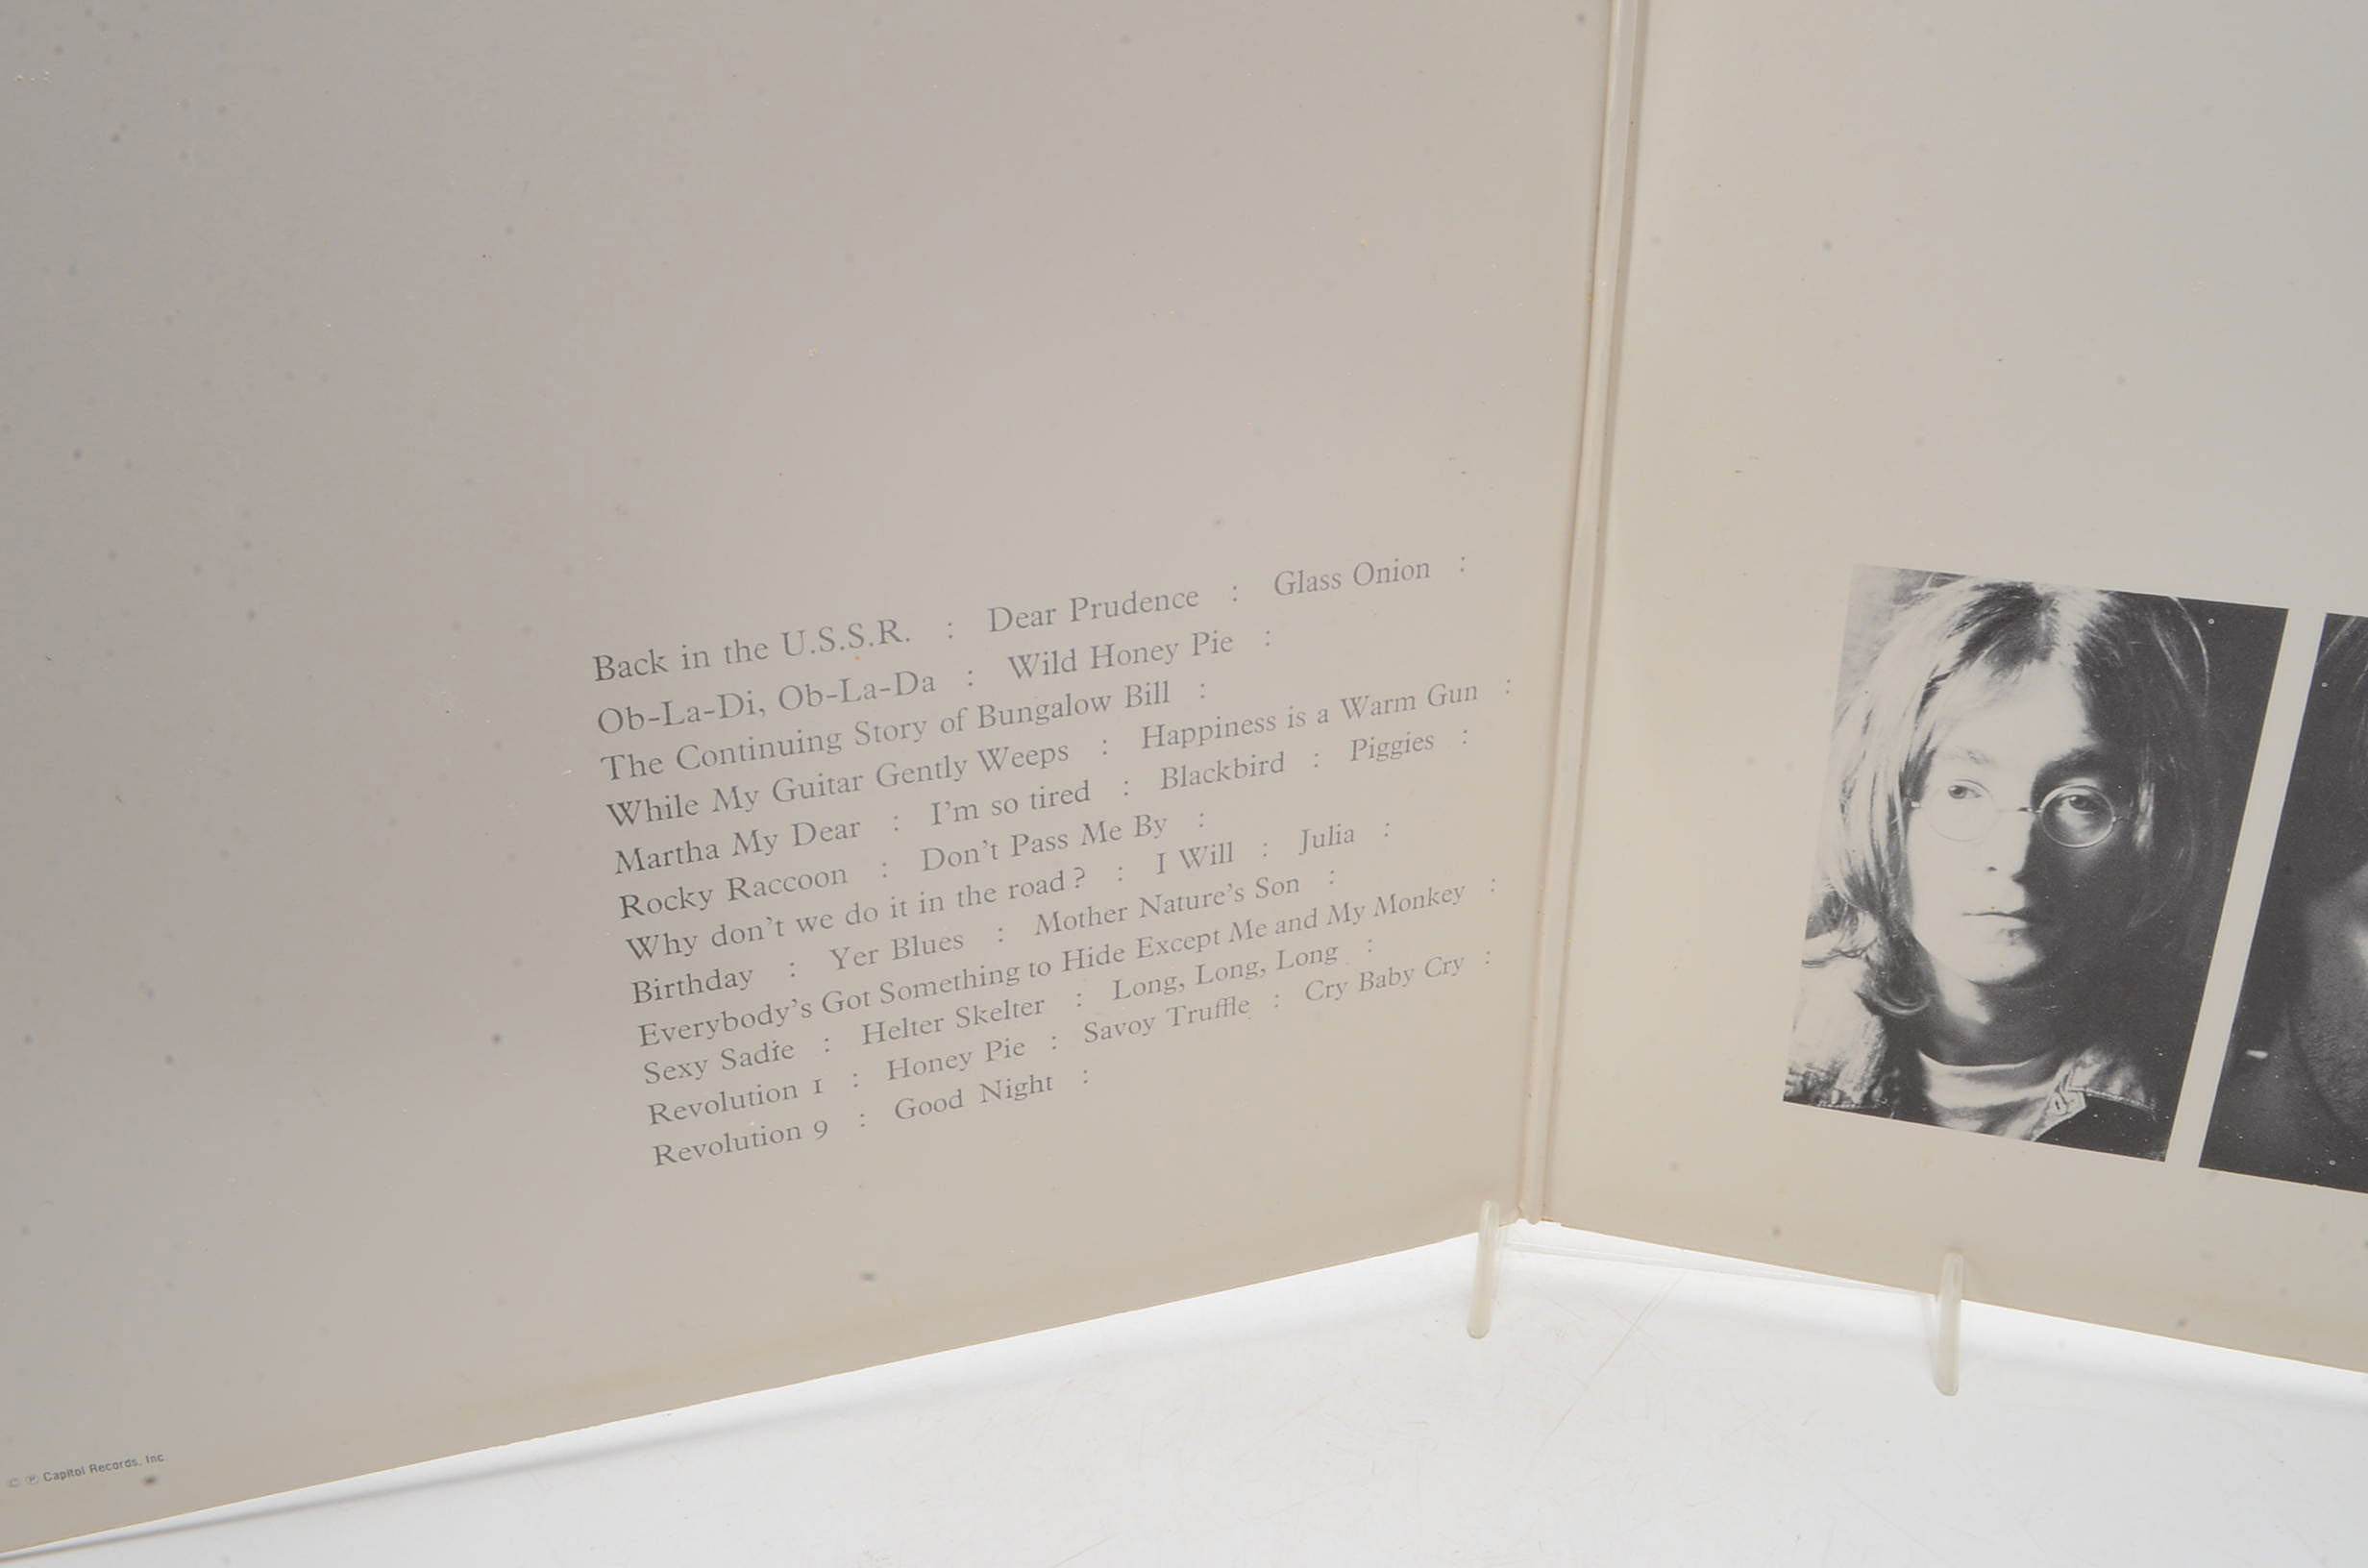 Back in the U.S.S.R. : Dear Prudence : Glass Onion :
Ob-La-Di, Ob-La-Da : Wild Honey Pie :
The Continuing Story of Bungalow Bill :
While My Guitar Gently Weeps : Happiness is a Warm Gun :
Martha My Dear : I'm so tired : Blackbird : Piggies :
Rocky Raccoon : Don't Pass Me By :
Why don't we do it in the road? : I Will : Julia :
Birthday : Yer Blues : Mother Nature's Son :
Everybody's Got Something to Hide Except Me and My Monkey :
Sexy Sadie : Helter Skelter : Long, Long, Long :
Revolution 1 : Honey Pie : Savoy Truffle : Cry Baby Cry :
Revolution 9 : Good Night :
© ℗ Capitol Records, Inc.